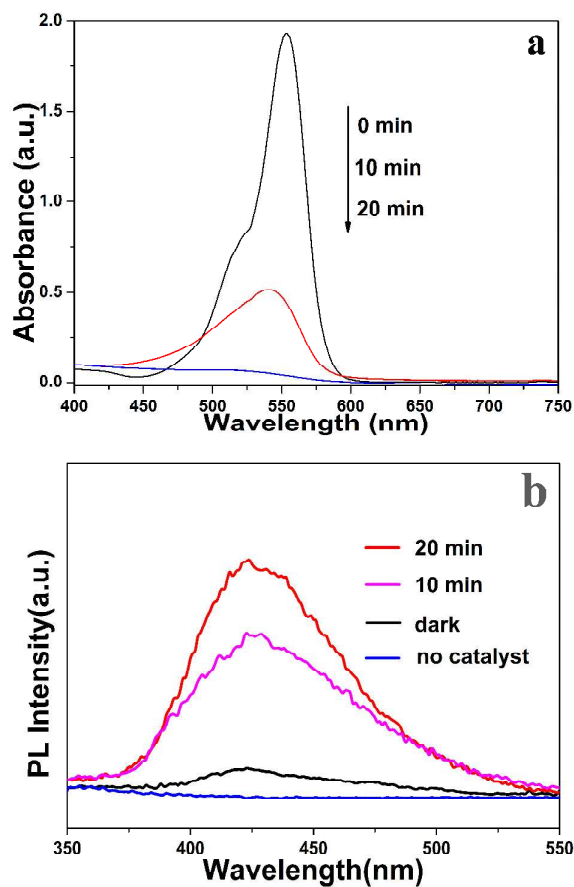 a
2.0
1.5
1.0
0.5
0.0
Absorbance (a.u.)
0 min
10 min
20 min
400 450 500 550 600 650 700 750
Wavelength (nm)
b
PL Intensity(a.u.)
20 min
10 min
dark
no catalyst
350 400 450 500 550
Wavelength(nm)